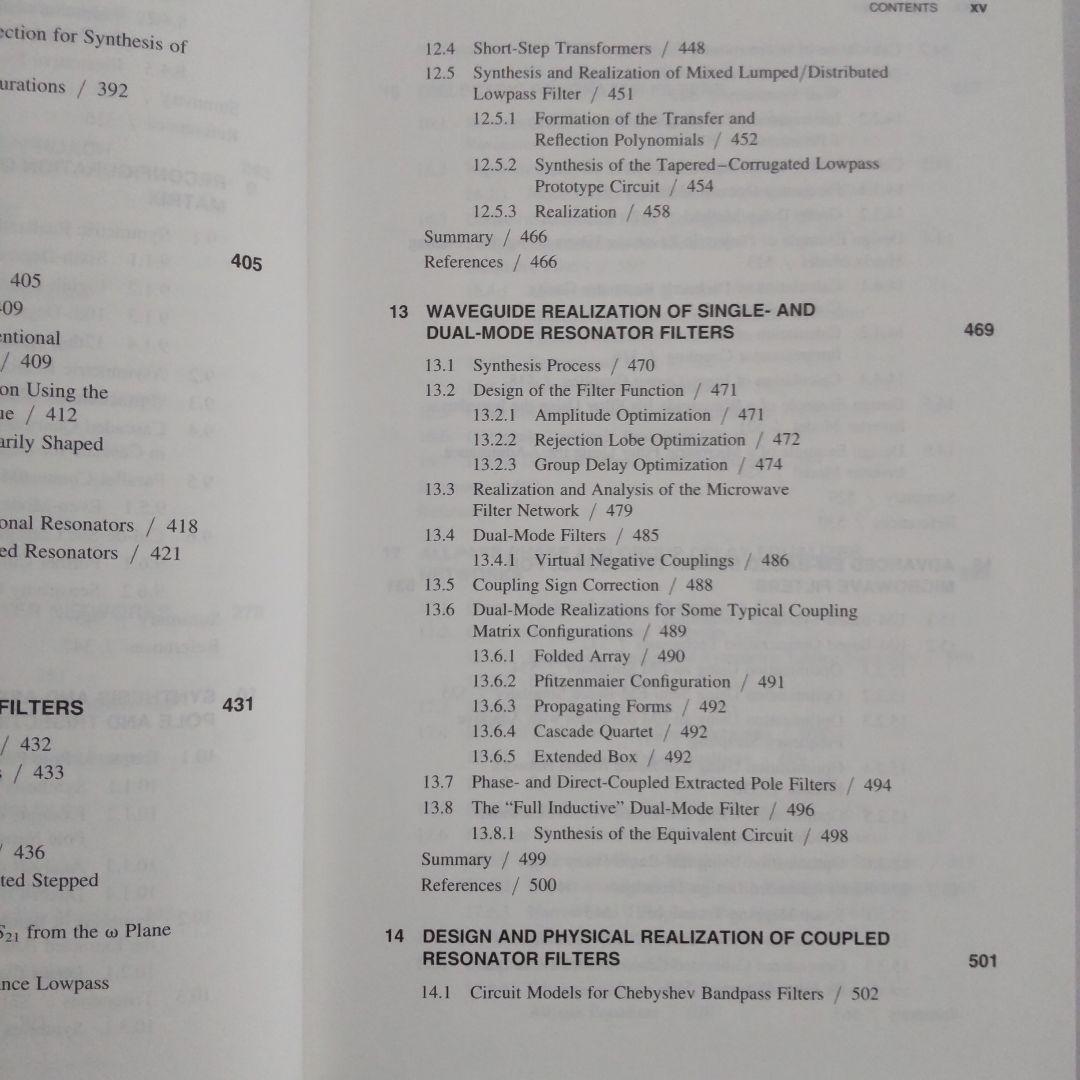 ection for Synthesis of
urations / 392
405
405
409
entional
/ 409
on Using the
ue / 412
arily Shaped
onal Resonators / 418
ed Resonators / 421
FILTERS 431
/ 432
s / 433
/ 436
ted Stepped
S21 from the ω Plane
ance Lowpass
CONTENTS xv
12.4 Short-Step Transformers / 448
12.5 Synthesis and Realization of Mixed Lumped/Distributed
Lowpass Filter / 451
12.5.1 Formation of the Transfer and
Reflection Polynomials / 452
12.5.2 Synthesis of the Tapered–Corrugated Lowpass
Prototype Circuit / 454
12.5.3 Realization / 458
Summary / 466
References / 466
13 WAVEGUIDE REALIZATION OF SINGLE- AND
DUAL-MODE RESONATOR FILTERS 469
13.1 Synthesis Process / 470
13.2 Design of the Filter Function / 471
13.2.1 Amplitude Optimization / 471
13.2.2 Rejection Lobe Optimization / 472
13.2.3 Group Delay Optimization / 474
13.3 Realization and Analysis of the Microwave
Filter Network / 479
13.4 Dual-Mode Filters / 485
13.4.1 Virtual Negative Couplings / 486
13.5 Coupling Sign Correction / 488
13.6 Dual-Mode Realizations for Some Typical Coupling
Matrix Configurations / 489
13.6.1 Folded Array / 490
13.6.2 Pfitzenmaier Configuration / 491
13.6.3 Propagating Forms / 492
13.6.4 Cascade Quartet / 492
13.6.5 Extended Box / 492
13.7 Phase- and Direct-Coupled Extracted Pole Filters / 494
13.8 The “Full Inductive” Dual-Mode Filter / 496
13.8.1 Synthesis of the Equivalent Circuit / 498
Summary / 499
References / 500
14 DESIGN AND PHYSICAL REALIZATION OF COUPLED
RESONATOR FILTERS 501
14.1 Circuit Models for Chebyshev Bandpass Filters / 502